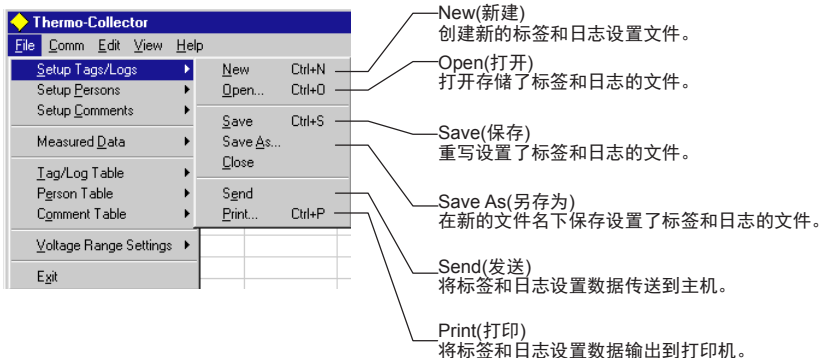 Thermo-Collector
File Comm Edit View Help
Setup Tags/Logs
Setup Persons
Setup Comments
Measured Data
Tag/Log Table
Person Table
Comment Table
Voltage Range Settings
Exit
New Ctrl+N
Open... Ctrl+O
Save Ctrl+S
Save As...
Close
Send
Print... Ctrl+P
New(新建)
创建新的标签和日志设置文件。
Open(打开)
打开存储了标签和日志的文件。
Save(保存)
重写设置了标签和日志的文件。
Save As(另存为)
在新的文件名下保存设置了标签和日志的文件。
Send(发送)
将标签和日志设置数据传送到主机。
Print(打印)
将标签和日志设置数据输出到打印机。